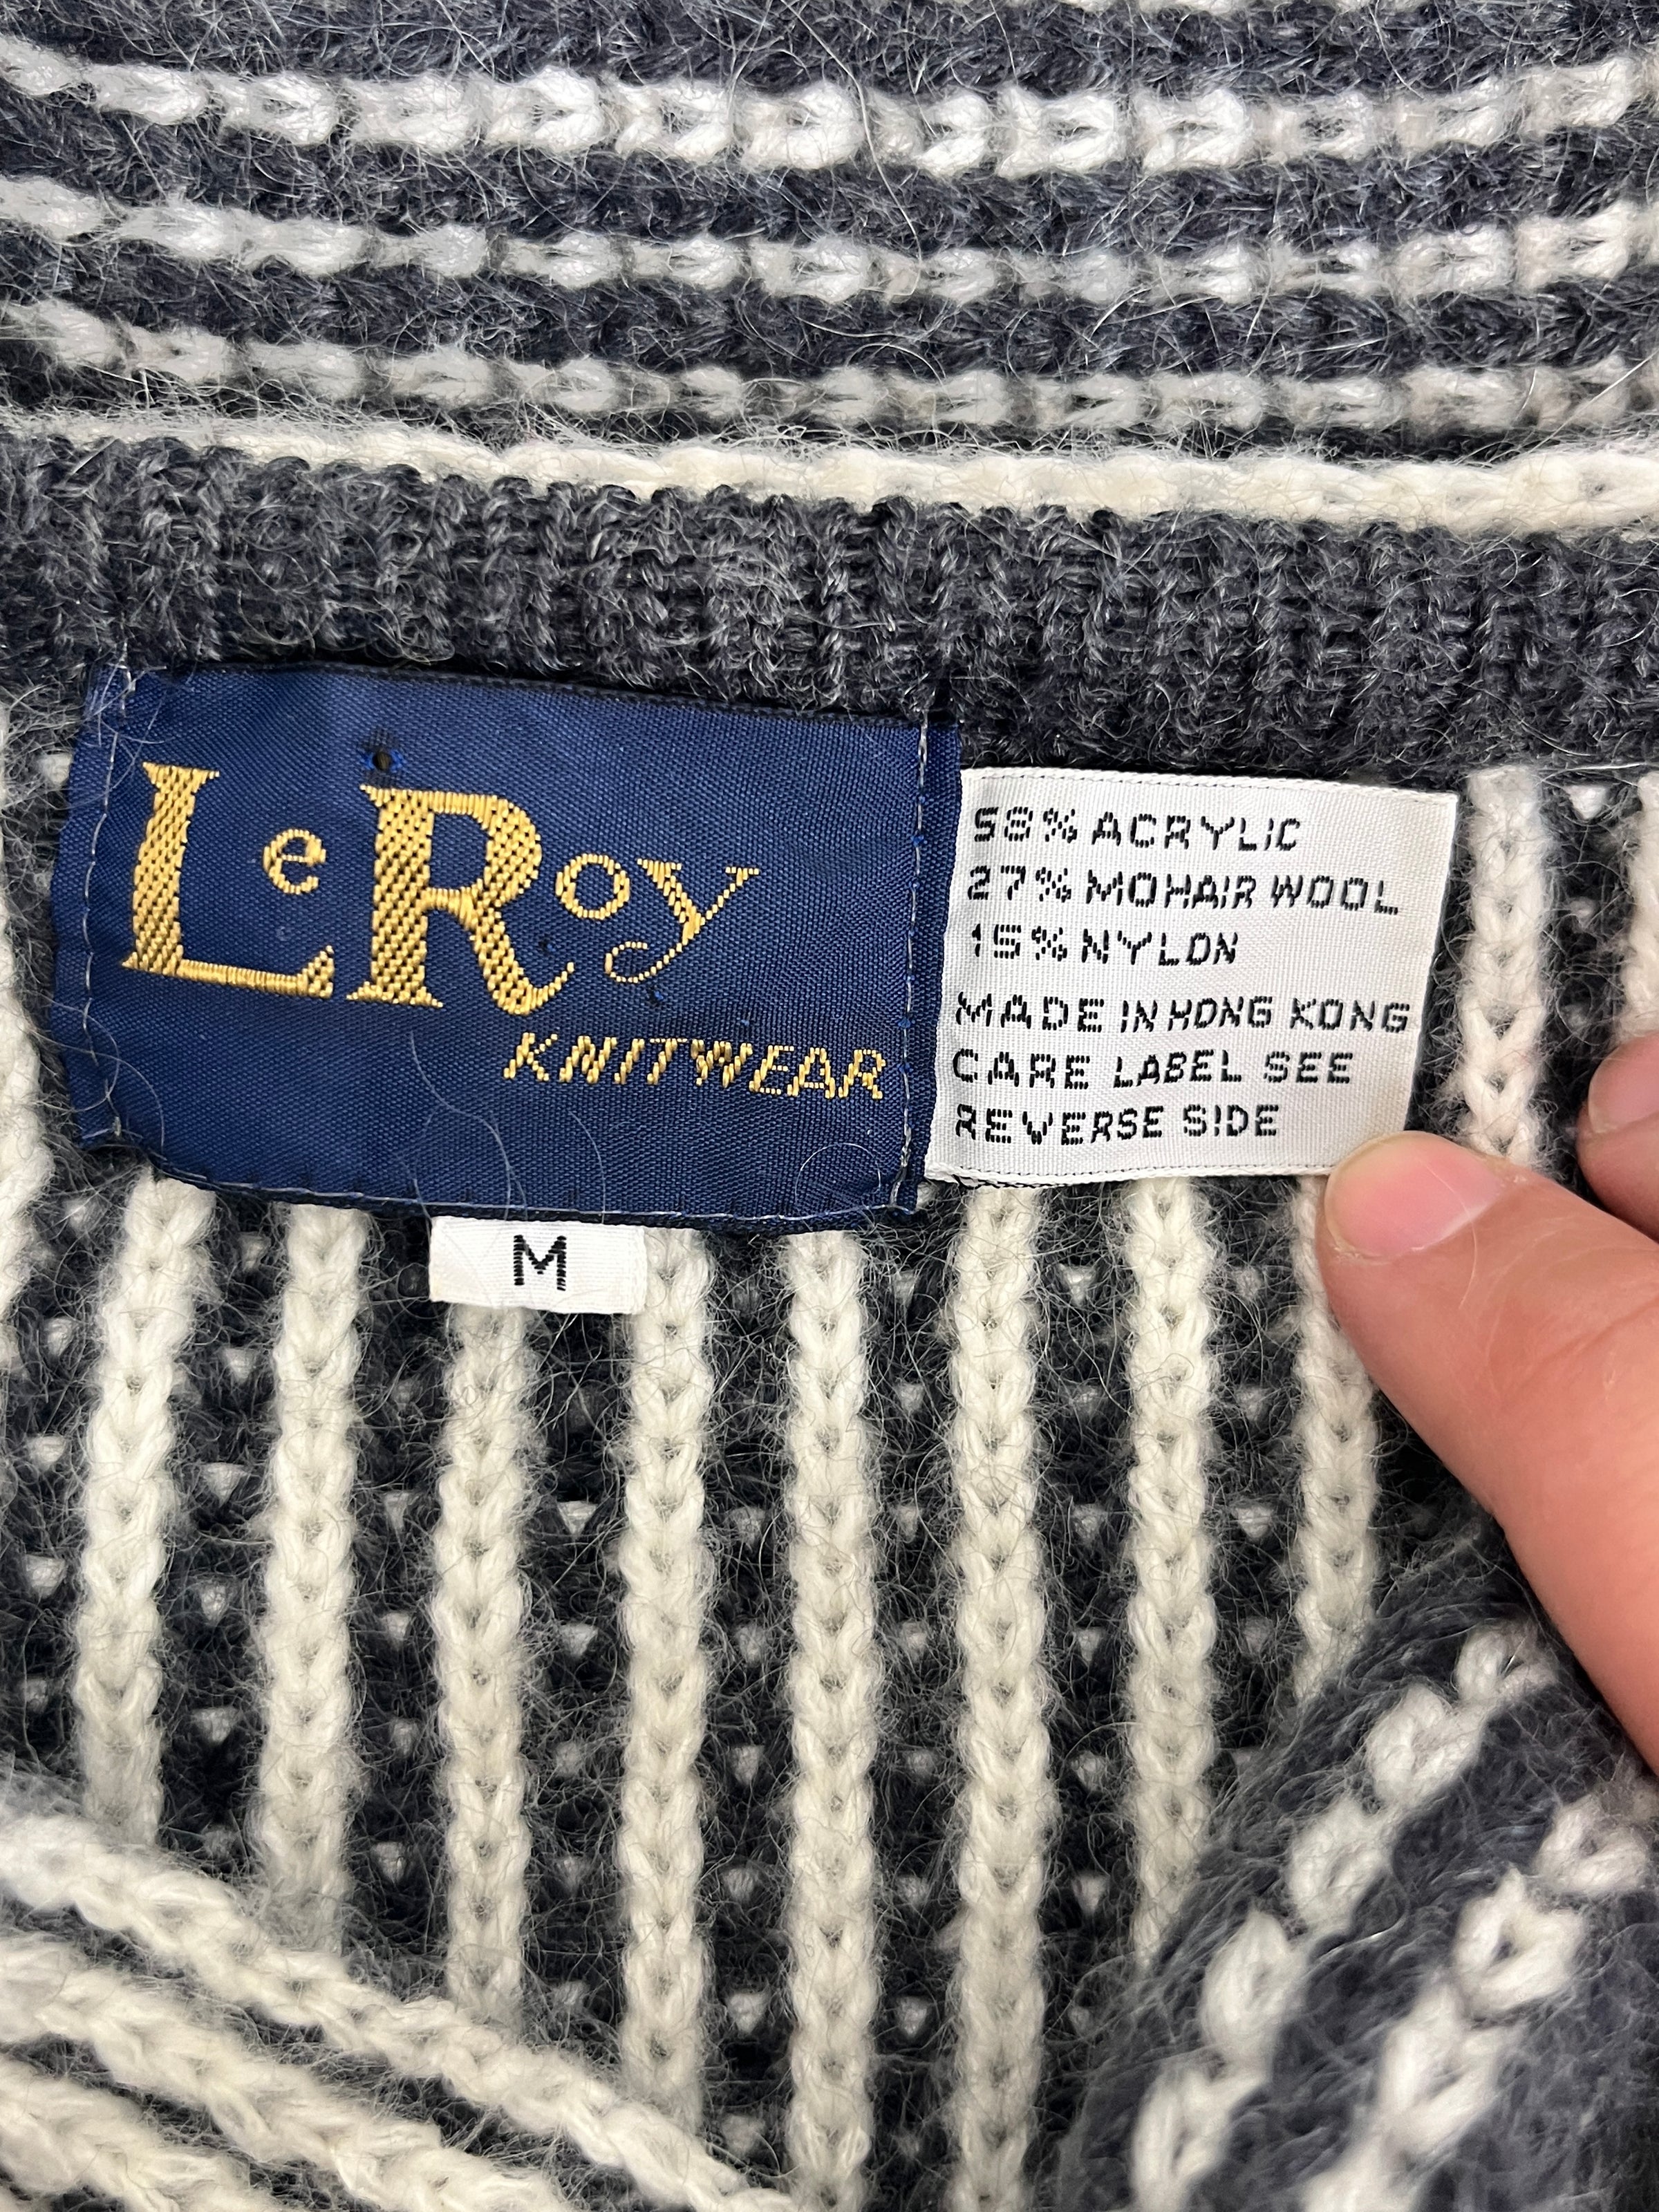 LeRoy
KNITWEAR
M
58% ACRYLIC
27% MOHAIR WOOL
15% NYLON
MADE IN HONG KONG
CARE LABEL SEE
REVERSE SIDE